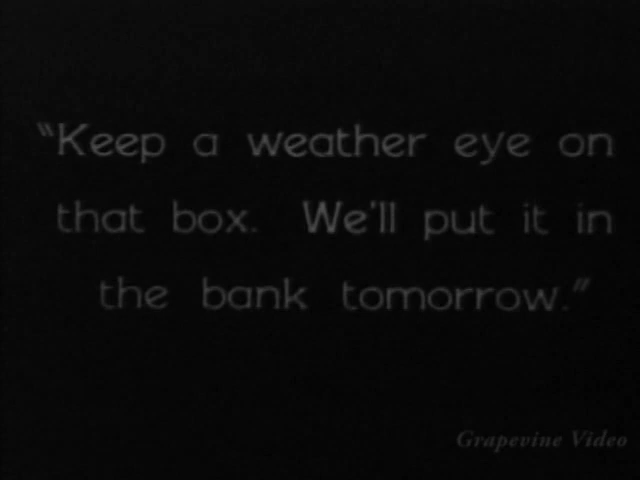 “Keep a weather eye on
that box. We'll put it in
the bank tomorrow.”
Grapevine Video